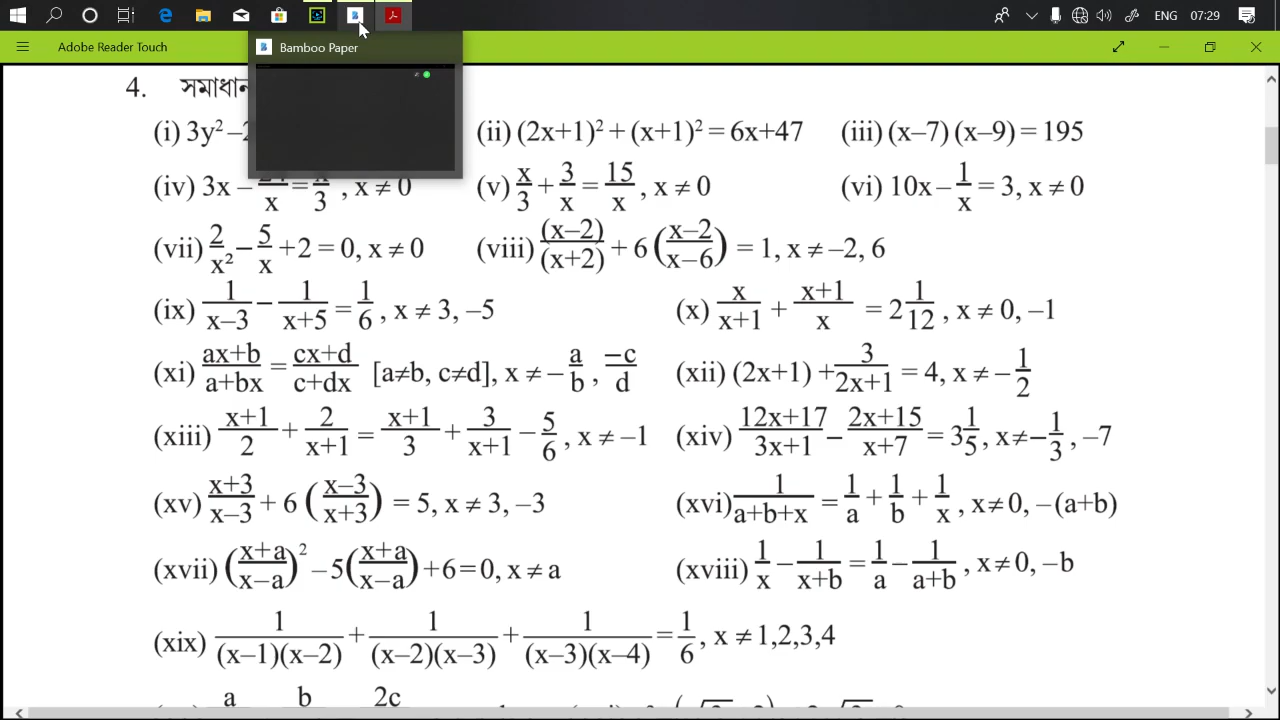 ENG 07:29
Adobe Reader Touch
Bamboo Paper
4.
(i) 3y² –
(ii) (2x+1)² + (x+1)² = 6x+47
(iii) (x–7) (x–9) = 195
(iv) 3x – 24/x = x/3 , x ≠ 0
(v) x/3 + 3/x = 15/x , x ≠ 0
(vi) 10x – 1/x = 3, x ≠ 0
(vii) 2/x² – 5/x + 2 = 0, x ≠ 0
(viii) (x–2)/(x+2) + 6 (x–2/x–6) = 1, x ≠ –2, 6
(ix) 1/x–3 – 1/x+5 = 1/6 , x ≠ 3, –5
(x) x/x+1 + x+1/x = 2 1/12 , x ≠ 0, –1
(xi) ax+b/a+bx = cx+d/c+dx [a≠b, c≠d], x ≠ – a/b , –c/d
(xii) (2x+1) + 3/2x+1 = 4, x ≠ – 1/2
(xiii) x+1/2 + 2/x+1 = x+1/3 + 3/x+1 – 5/6 , x ≠ –1
(xiv) 12x+17/3x+1 – 2x+15/x+7 = 3 1/5 , x≠– 1/3 , –7
(xv) x+3/x–3 + 6 (x–3/x+3) = 5, x ≠ 3, –3
(xvi) 1/a+b+x = 1/a + 1/b + 1/x , x≠0, –(a+b)
(xvii) (x+a/x–a)² – 5(x+a/x–a) + 6 = 0, x ≠ a
(xviii) 1/x – 1/x+b = 1/a – 1/a+b , x≠0, –b
(xix) 1/(x–1)(x–2) + 1/(x–2)(x–3) + 1/(x–3)(x–4) = 1/6 , x ≠ 1,2,3,4
a b 2c